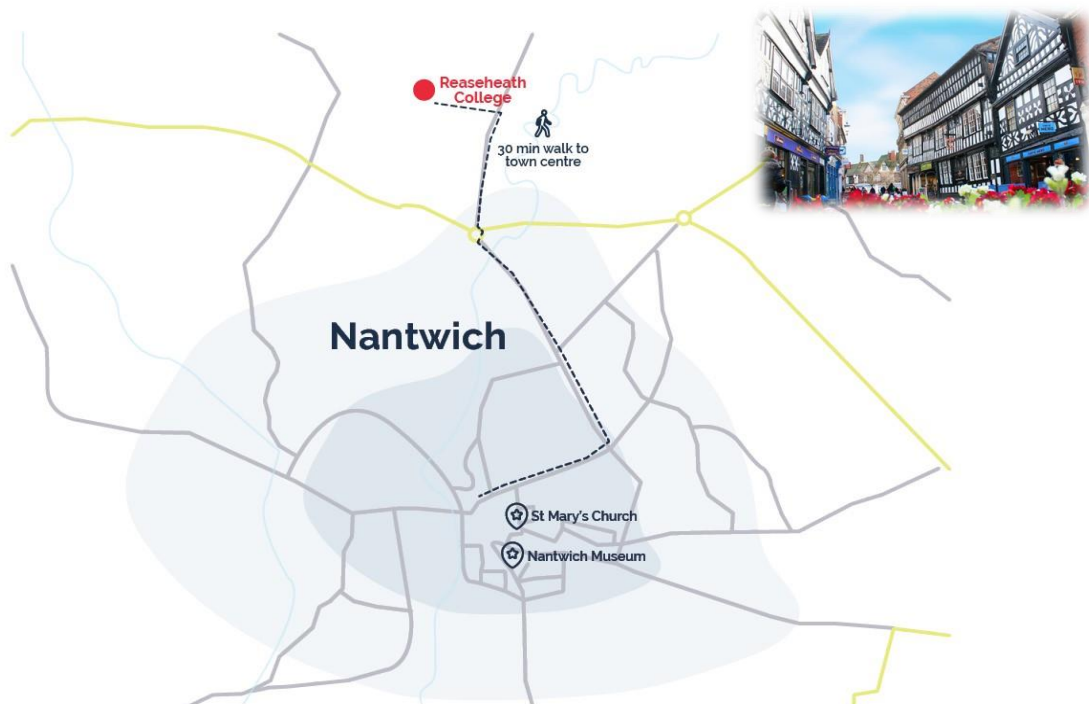 Reaseheath
College
30 min walk to
town centre
Nantwich
St Mary's Church
Nantwich Museum